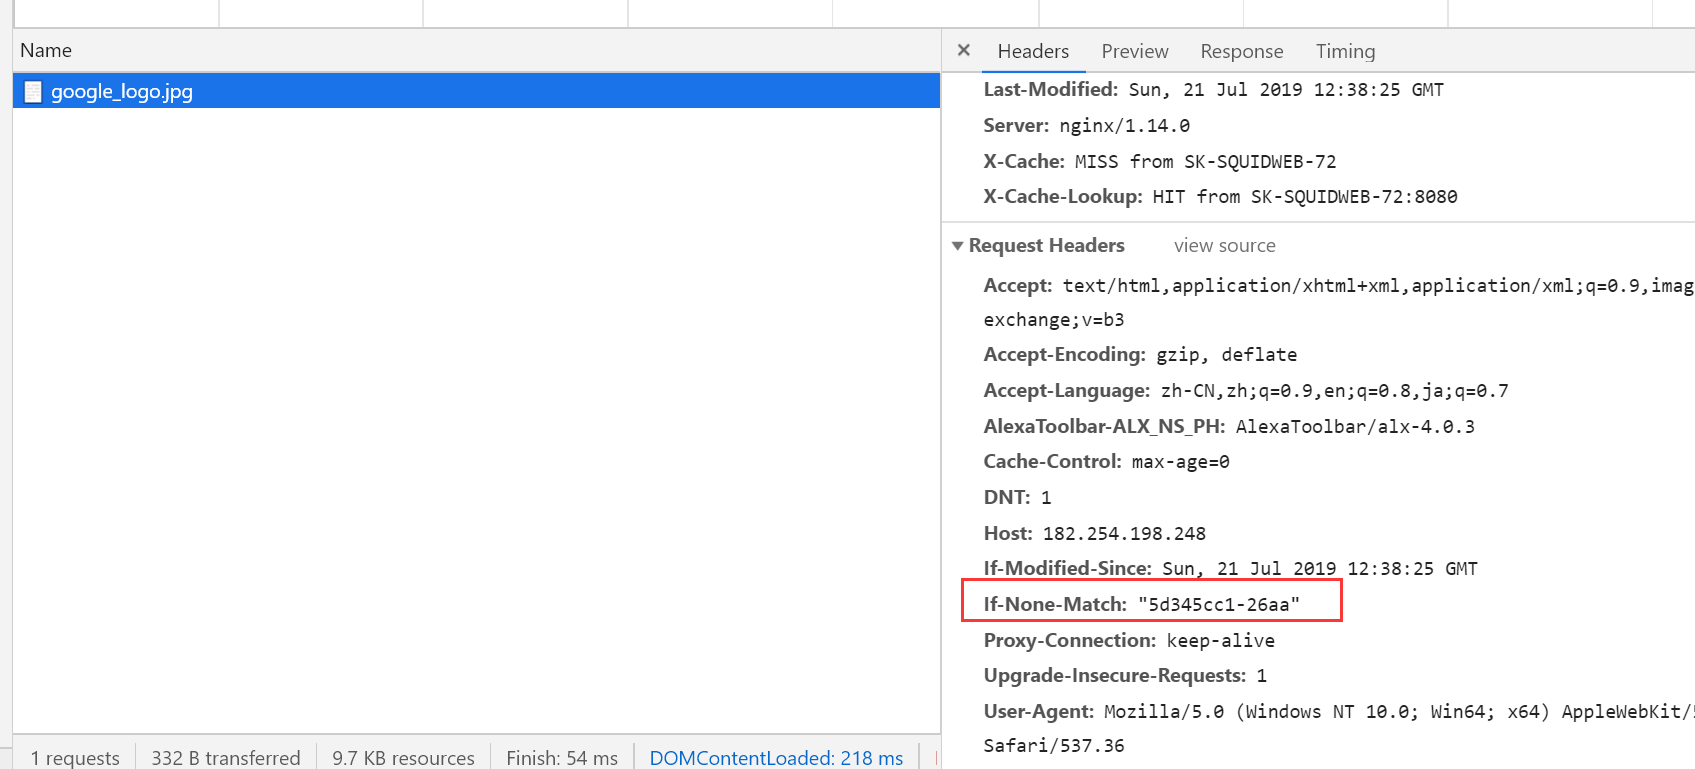 Name
google_logo.jpg
Headers Preview Response Timing
Last-Modified: Sun, 21 Jul 2019 12:38:25 GMT
Server: nginx/1.14.0
X-Cache: MISS from SK-SQUIDWEB-72
X-Cache-Lookup: HIT from SK-SQUIDWEB-72:8080
Request Headers view source
Accept: text/html,application/xhtml+xml,application/xml;q=0.9,imag
exchange;v=b3
Accept-Encoding: gzip, deflate
Accept-Language: zh-CN,zh;q=0.9,en;q=0.8,ja;q=0.7
AlexaToolbar-ALX_NS_PH: AlexaToolbar/alx-4.0.3
Cache-Control: max-age=0
DNT: 1
Host: 182.254.198.248
If-Modified-Since: Sun, 21 Jul 2019 12:38:25 GMT
If-None-Match: "5d345cc1-26aa"
Proxy-Connection: keep-alive
Upgrade-Insecure-Requests: 1
User-Agent: Mozilla/5.0 (Windows NT 10.0; Win64; x64) AppleWebKit/
Safari/537.36
1 requests 332 B transferred 9.7 KB resources Finish: 54 ms DOMContentLoaded: 218 ms